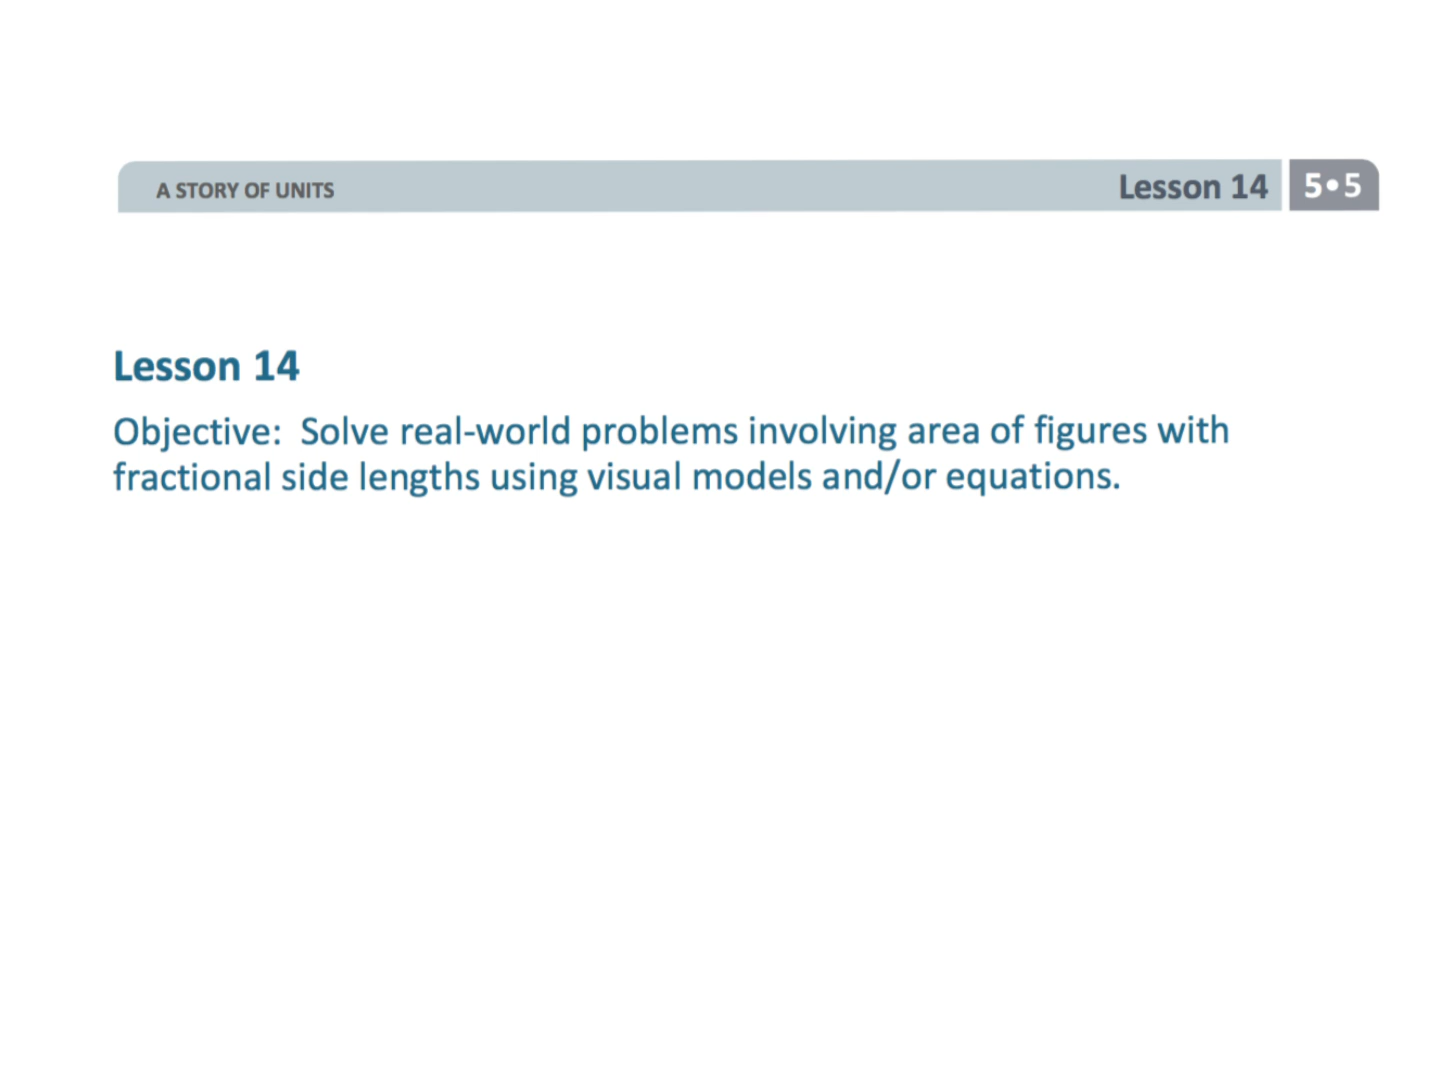 A STORY OF UNITS
Lesson 14
5•5
Lesson 14
Objective: Solve real-world problems involving area of figures with
fractional side lengths using visual models and/or equations.